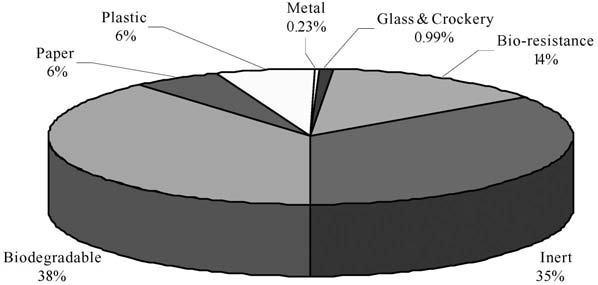 Plastic
6%
Metal
0.23%
Glass & Crockery
0.99%
Bio-resistance
14%
Paper
6%
Biodegradable
38%
Inert
35%